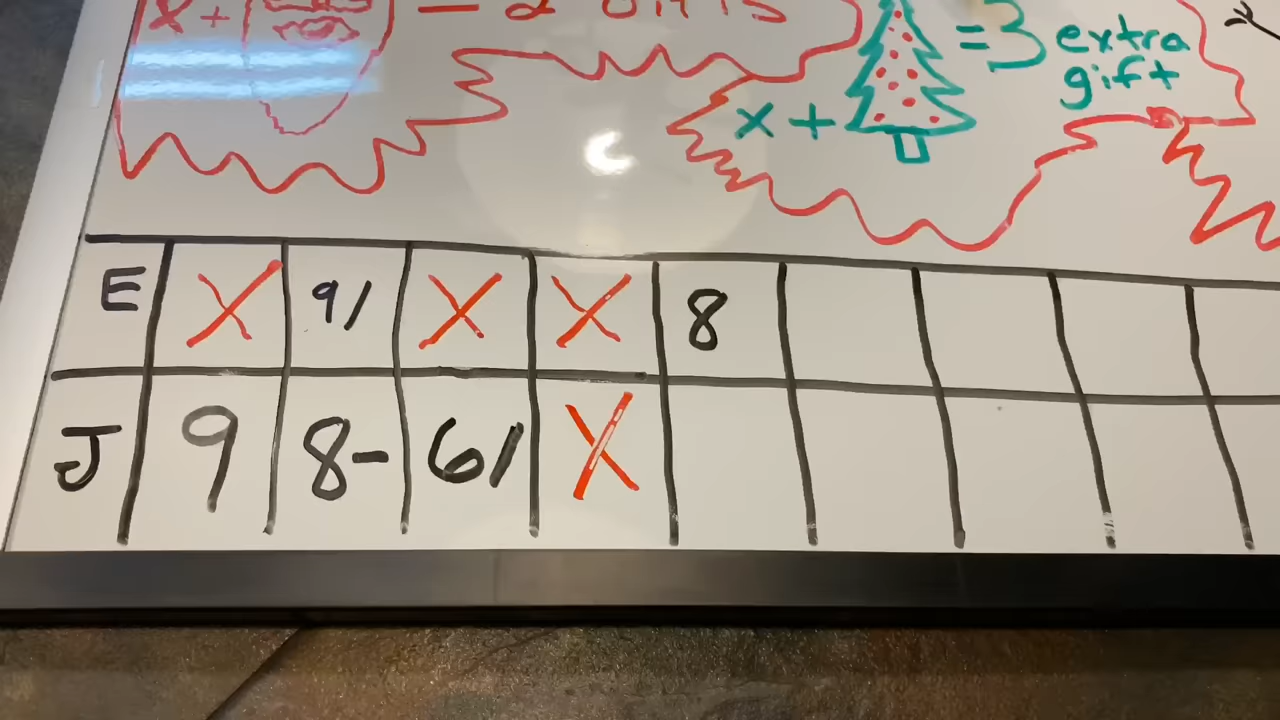 X +
= 3 extra
gift
X +
E X 9/ X X 8
J 9 8- 6/ X